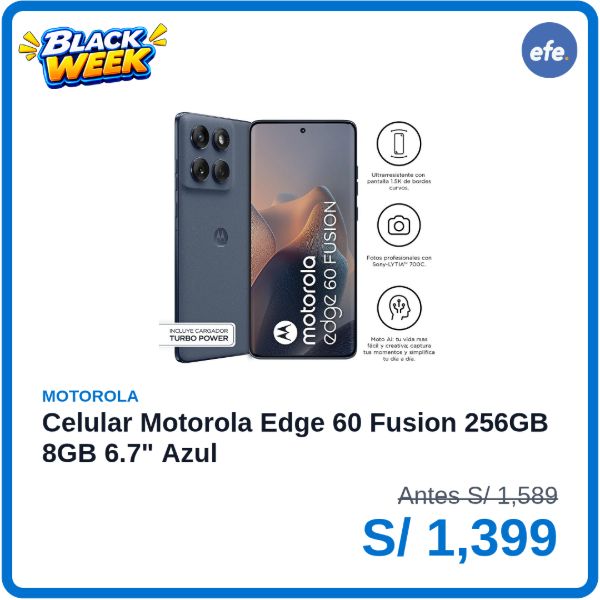 BLACK
WEEK
efe.
Ultrarresistente con
pantalla 1.5K de bordes
curvos.
Fotos profesionales con
Sony-LYTIA™ 700C.
Moto AI: tu vida mas
fácil y creativa; captura
tus momentos y simplifica
tu día a día.
motorola
edge 60 FUSION
INCLUYE CARGADOR
TURBO POWER
MOTOROLA
Celular Motorola Edge 60 Fusion 256GB
8GB 6.7" Azul
Antes S/ 1,589
S/ 1,399